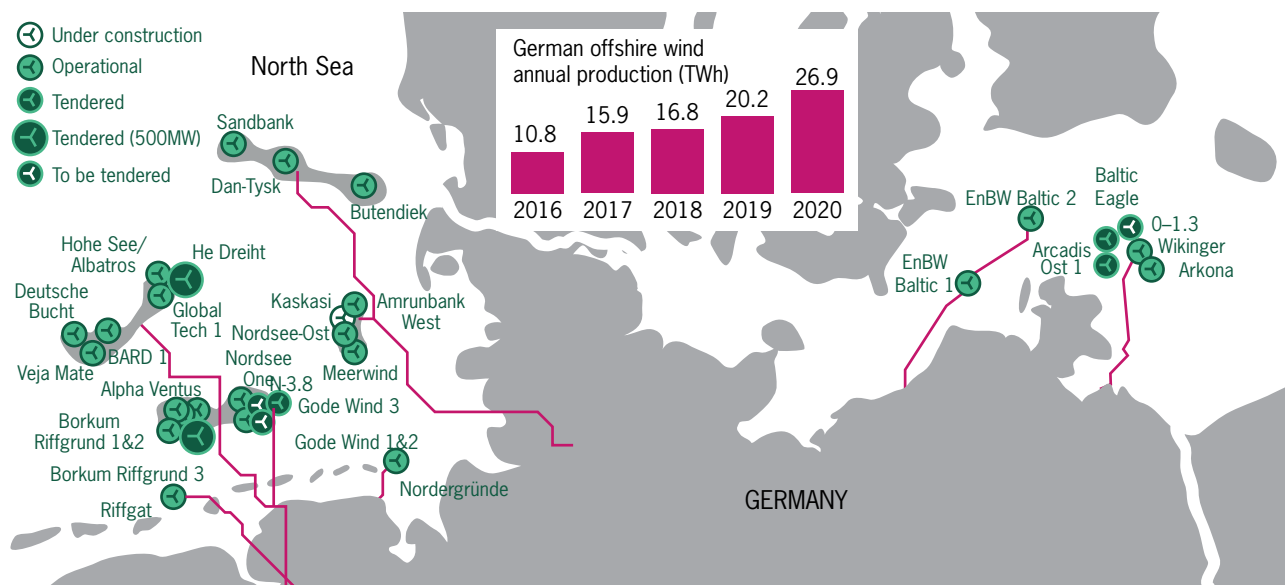 Under construction
Operational
Tendered
Tendered (500MW)
To be tendered
North Sea
German offshire wind
annual production (TWh)
10.8
15.9
16.8
20.2
26.9
2016
2017
2018
2019
2020
Sandbank
Dan-Tysk
Butendiek
Hohe See/
Albatros
He Dreiht
Deutsche
Bucht
Global
Tech 1
BARD 1
Veja Mate
Kaskasi
Amrunbank
West
Nordsee-Ost
Meerwind
Nordsee
One
N-3.8
Alpha Ventus
Gode Wind 3
Borkum
Riffgrund 1&2
Gode Wind 1&2
Borkum Riffgrund 3
Riffgat
Nordergründe
EnBW Baltic 2
EnBW
Baltic 1
Baltic
Eagle
0–1.3
Arcadis
Ost 1
Wikinger
Arkona
GERMANY